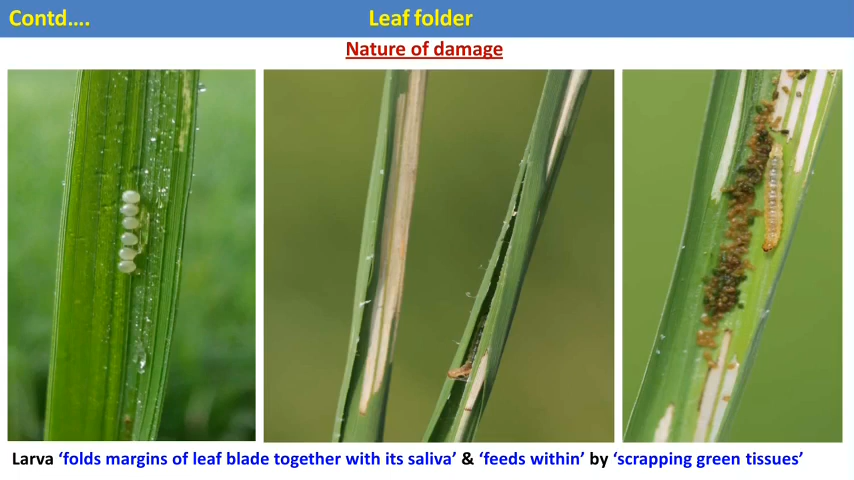 Contd.... Leaf folder
Nature of damage
Larva ‘folds margins of leaf blade together with its saliva’ & ‘feeds within’ by ‘scrapping green tissues’